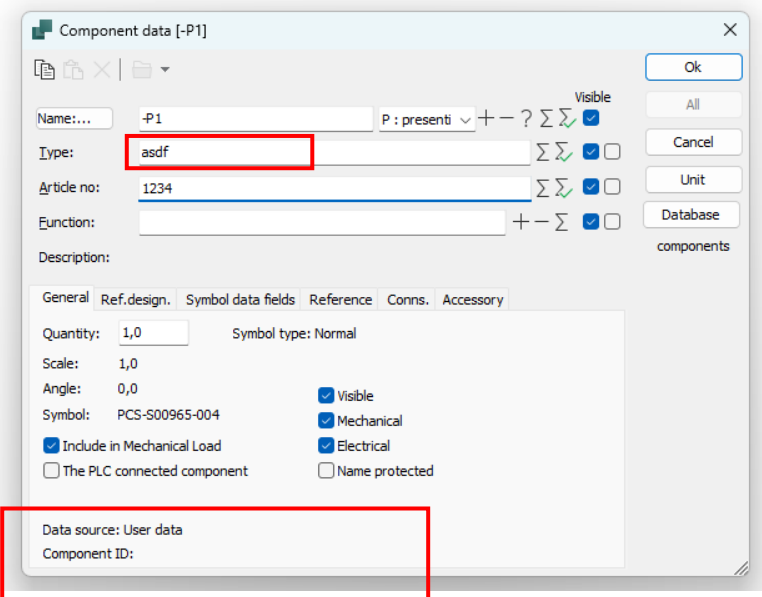 Component data [-P1]
Ok
Visible
All
Name:...
-P1
P : presenti
?
Type:
asdf
Cancel
Article no:
1234
Unit
Function:
Database
components
Description:
General Ref.design. Symbol data fields Reference Conns. Accessory
Quantity: 1,0 Symbol type: Normal
Scale: 1,0
Angle: 0,0
Visible
Symbol: PCS-S00965-004
Mechanical
Include in Mechanical Load
Electrical
The PLC connected component
Name protected
Data source: User data
Component ID: